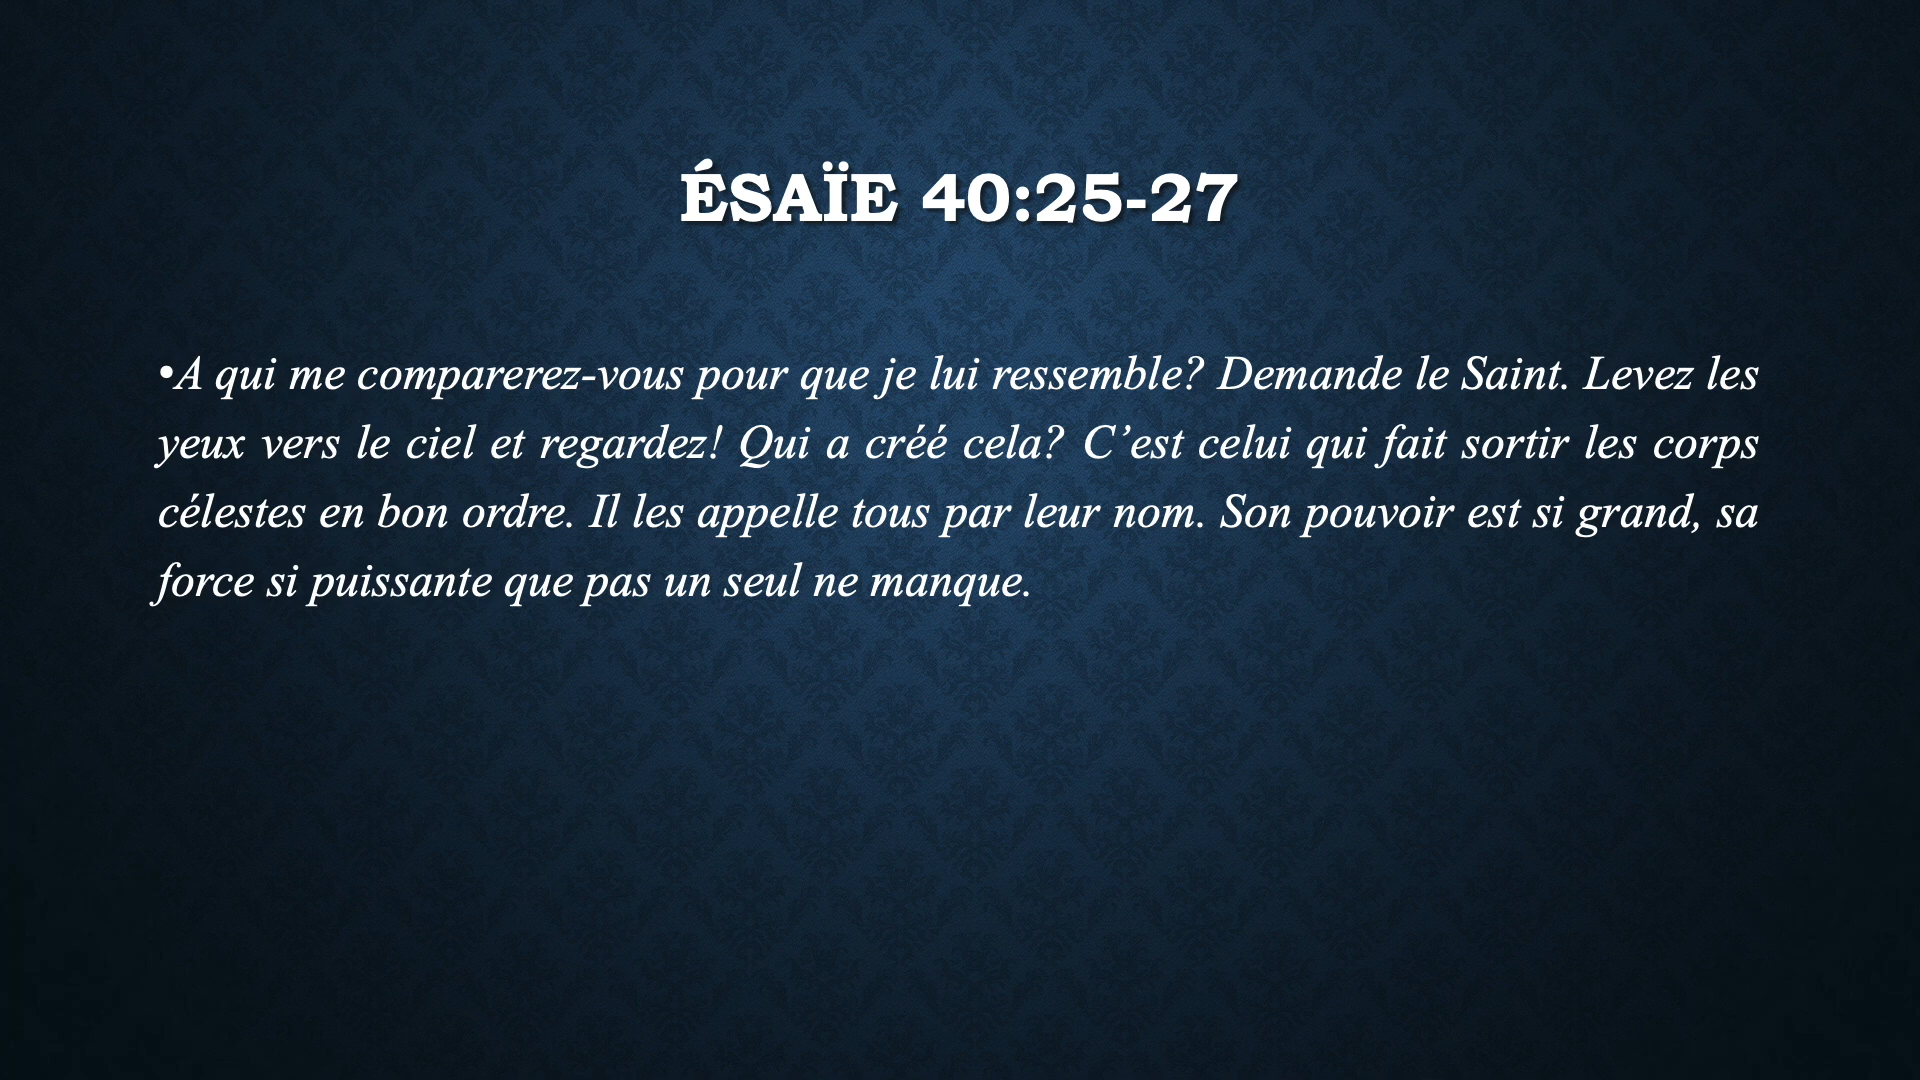 ÉSAÏE 40:25-27
•A qui me comparerez-vous pour que je lui ressemble? Demande le Saint. Levez les
yeux vers le ciel et regardez! Qui a créé cela? C’est celui qui fait sortir les corps
célestes en bon ordre. Il les appelle tous par leur nom. Son pouvoir est si grand, sa
force si puissante que pas un seul ne manque.